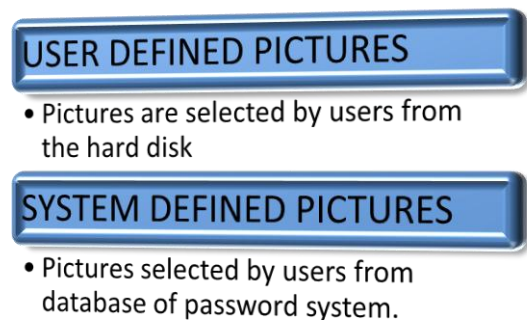 USER DEFINED PICTURES
• Pictures are selected by users from
the hard disk
SYSTEM DEFINED PICTURES
• Pictures selected by users from
database of password system.